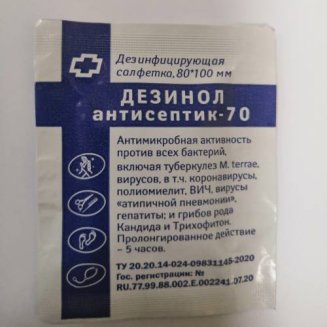 Дезинфицирующая
салфетка, 80*100 мм
ДЕЗИНОЛ
антисептик-70
Антимикробная активность
против всех бактерий,
включая туберкулез M. terrae,
вирусов, в т.ч. коронавирусы,
полиомиелит, ВИЧ, вирусы
«атипичной пневмонии»,
гепатиты; и грибов рода
Кандида и Трихофитон.
Пролонгированное действие
– 5 часов.
ТУ 20.20.14-024-09831145-2020
Гос. регистрации: №
RU.77.99.88.002.E.002241.07.20